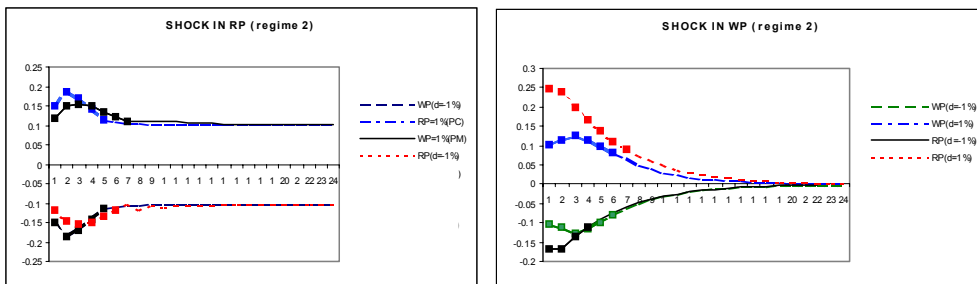 SHOCK IN RP (regime 2)
0.25
0.2
0.15
0.1
0.05
0
-0.05
-0.1
-0.15
-0.2
-0.25
1 2 3 4 5 6 7 8 9 1 1 1 1 1 1 1 1 1 1 20 2 22 23 24
WP(d=-1%)
RP=1%(PC)
WP=1%(PM)
RP(d=-1%)
)
SHOCK IN WP (regime 2)
0.3
0.25
0.2
0.15
0.1
0.05
0
-0.05
-0.1
-0.15
-0.2
1 2 3 4 5 6 7 8 9 1 1 1 1 1 1 1 1 1 1 20 2 22 23 24
WP(d=-1%)
WP(d=1%)
RP(d=-1%)
RP(d=1%)